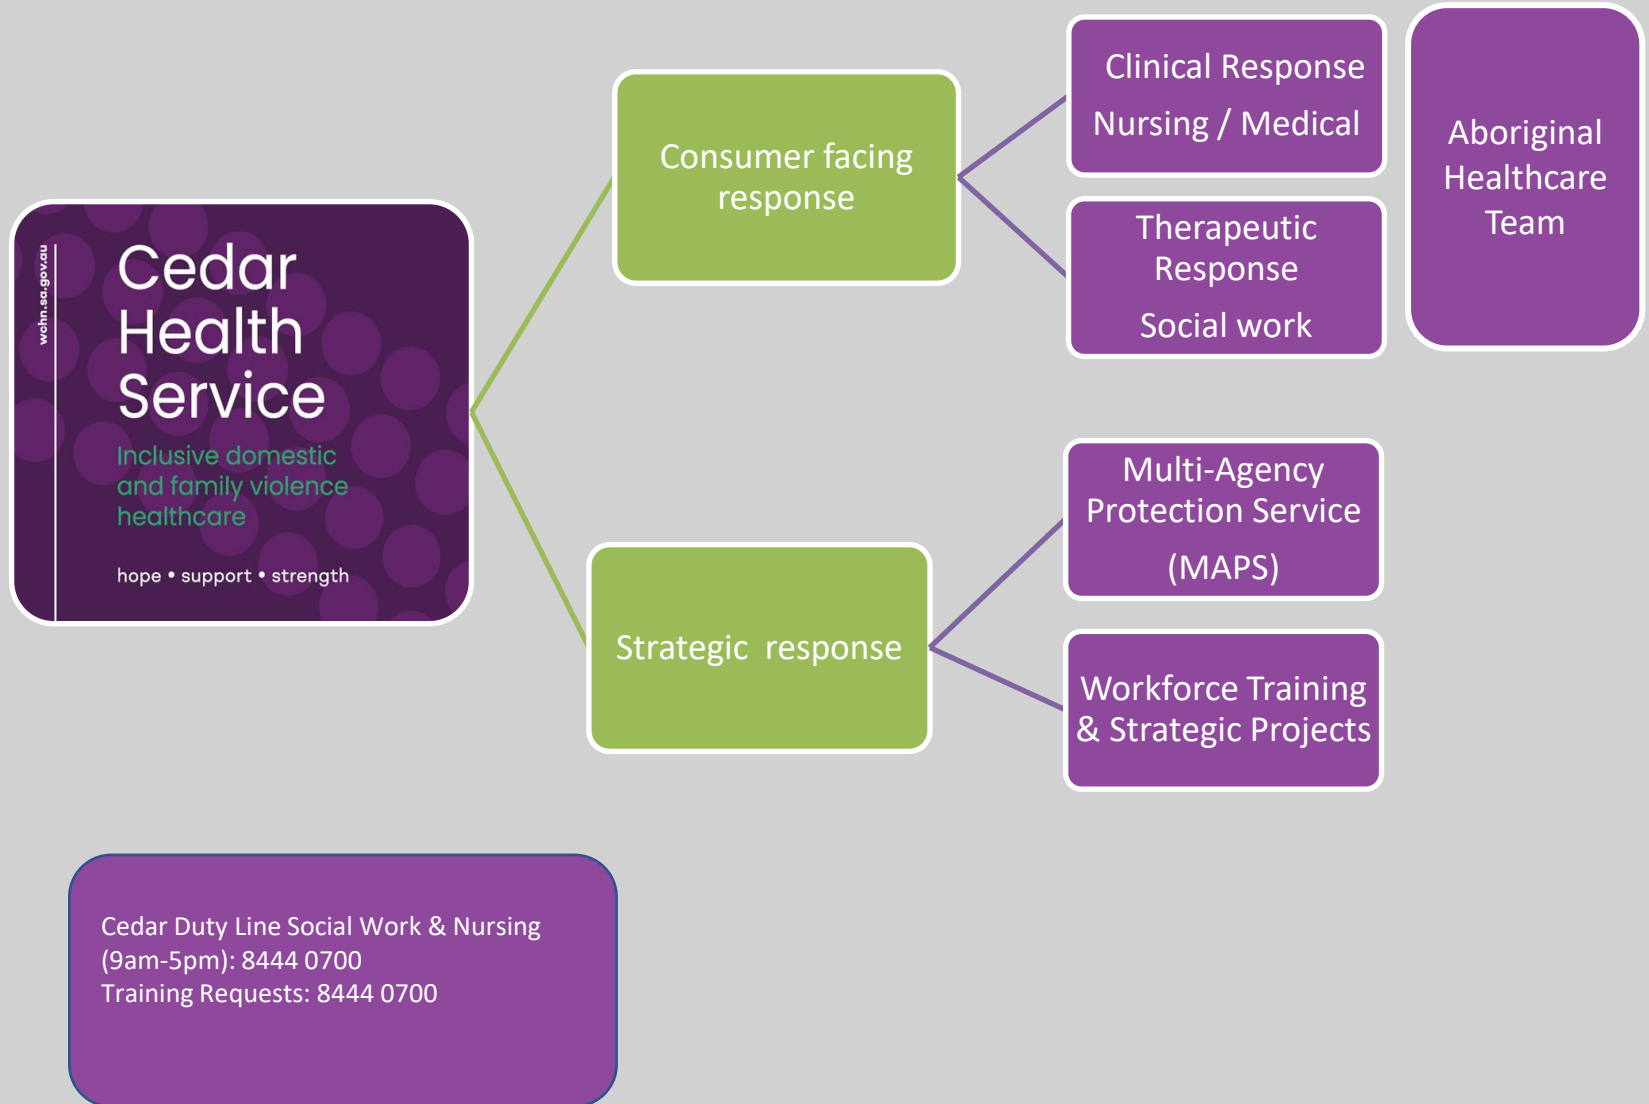 wchn.sa.gov.au
Cedar
Health
Service
Inclusive domestic
and family violence
healthcare
hope • support • strength
Consumer facing
response
Clinical Response
Nursing / Medical
Therapeutic
Response
Social work
Aboriginal
Healthcare
Team
Strategic response
Multi-Agency
Protection Service
(MAPS)
Workforce Training
& Strategic Projects
Cedar Duty Line Social Work & Nursing
(9am-5pm): 8444 0700
Training Requests: 8444 0700